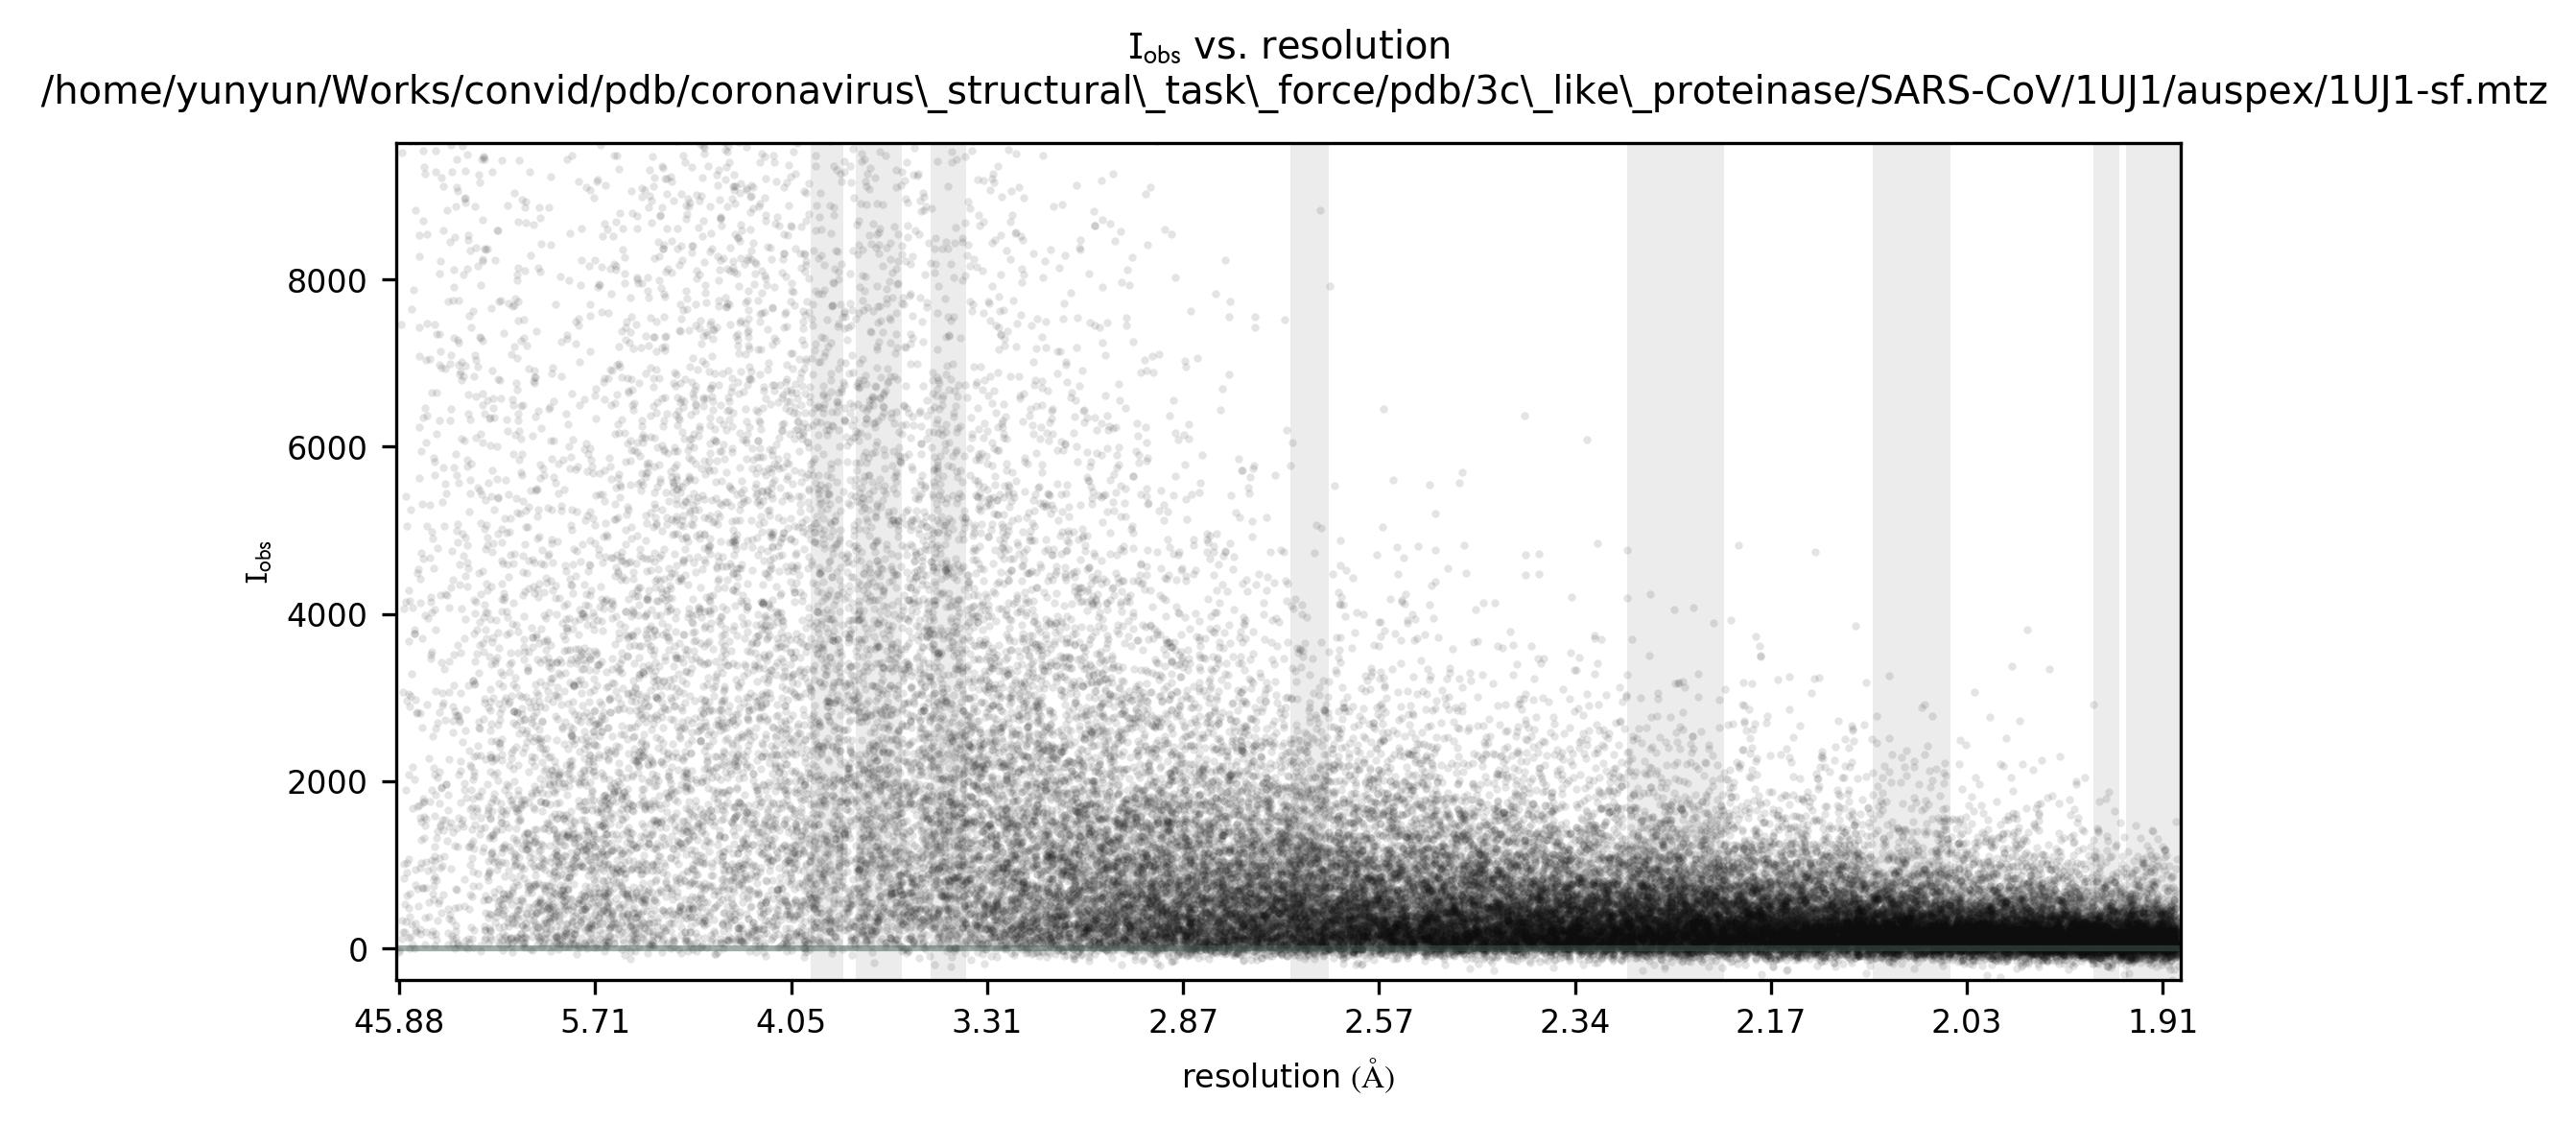 I_obs vs. resolution
/home/yunyun/Works/convid/pdb/coronavirus\_structural\_task\_force/pdb/3c\_like\_proteinase/SARS-CoV/1UJ1/auspex/1UJ1-sf.mtz
I_obs
8000
6000
4000
2000
0
45.88 5.71 4.05 3.31 2.87 2.57 2.34 2.17 2.03 1.91
resolution (Å)